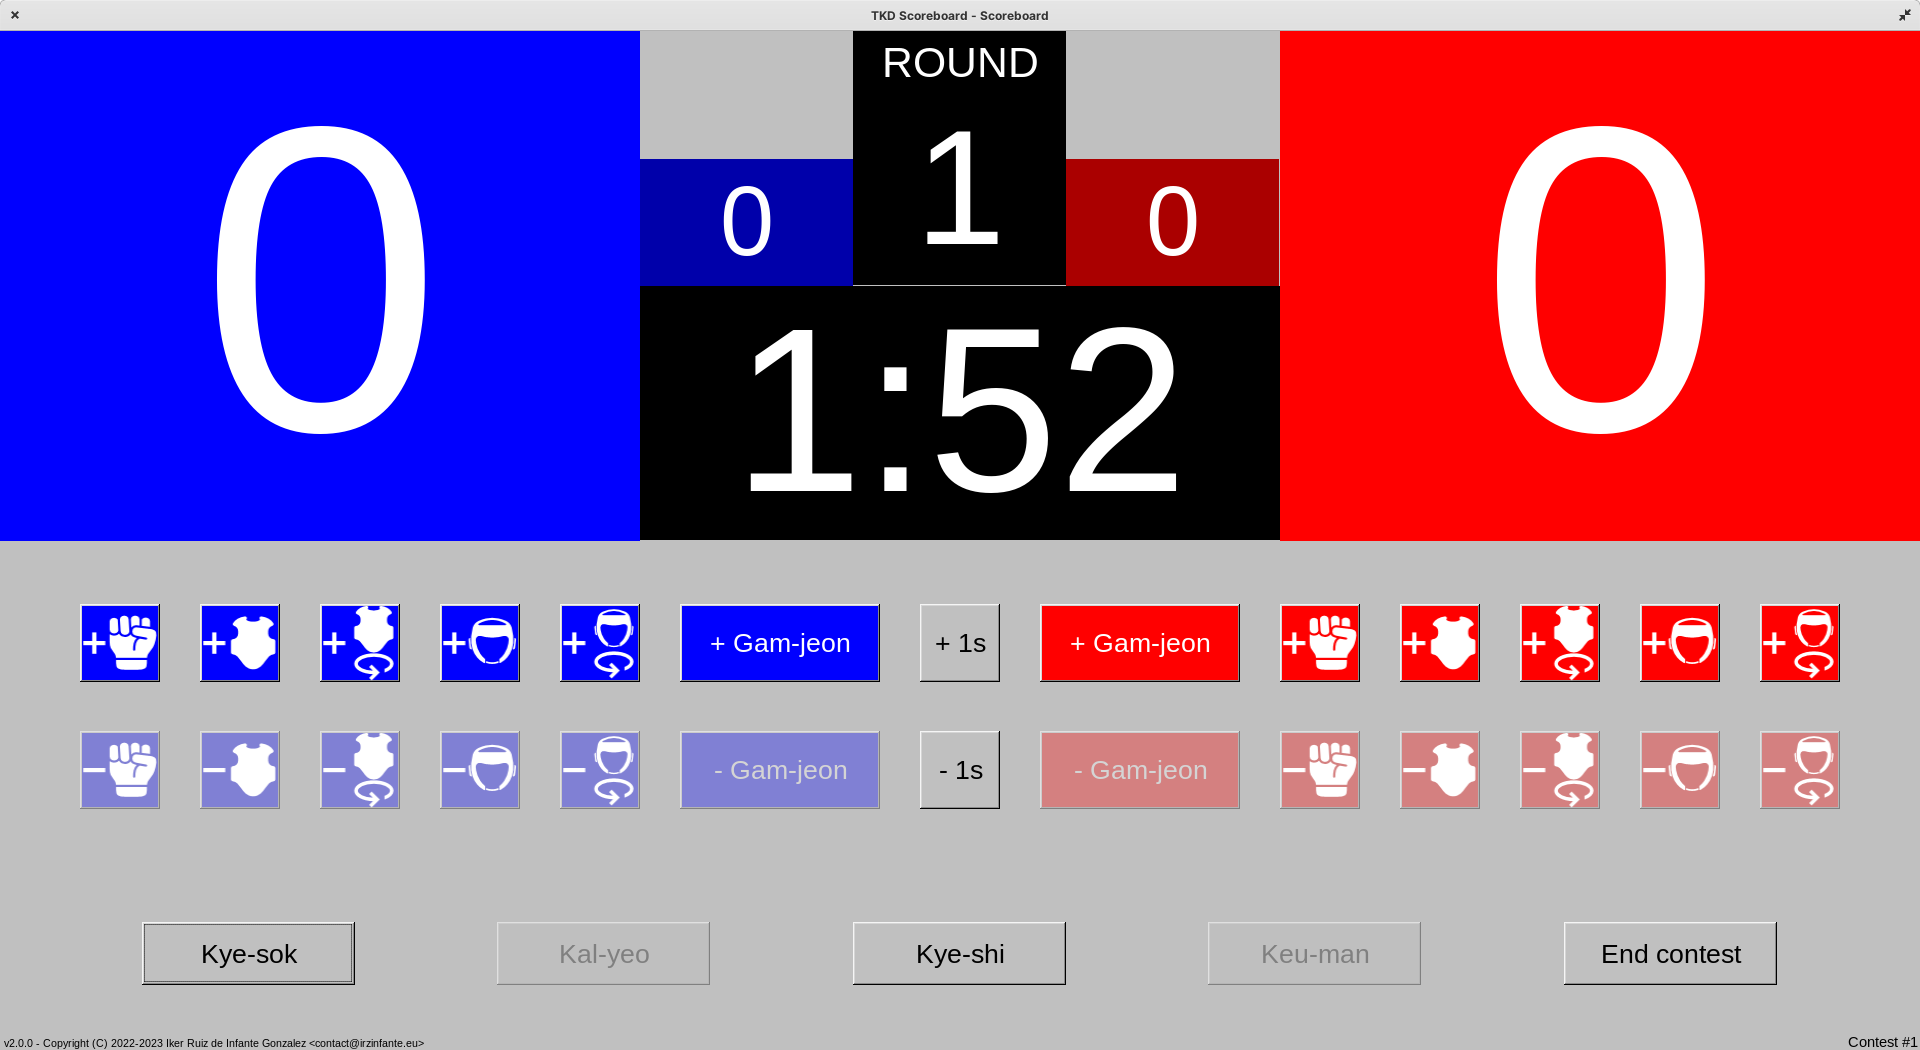 TKD Scoreboard - Scoreboard
ROUND
0
0
1
0
0
1:52
+ Gam-jeon
+ 1s
+ Gam-jeon
- Gam-jeon
- 1s
- Gam-jeon
Kye-sok
Kal-yeo
Kye-shi
Keu-man
End contest
v2.0.0 - Copyright (C) 2022-2023 Iker Ruiz de Infante Gonzalez <contact@irzinfante.eu>
Contest #1